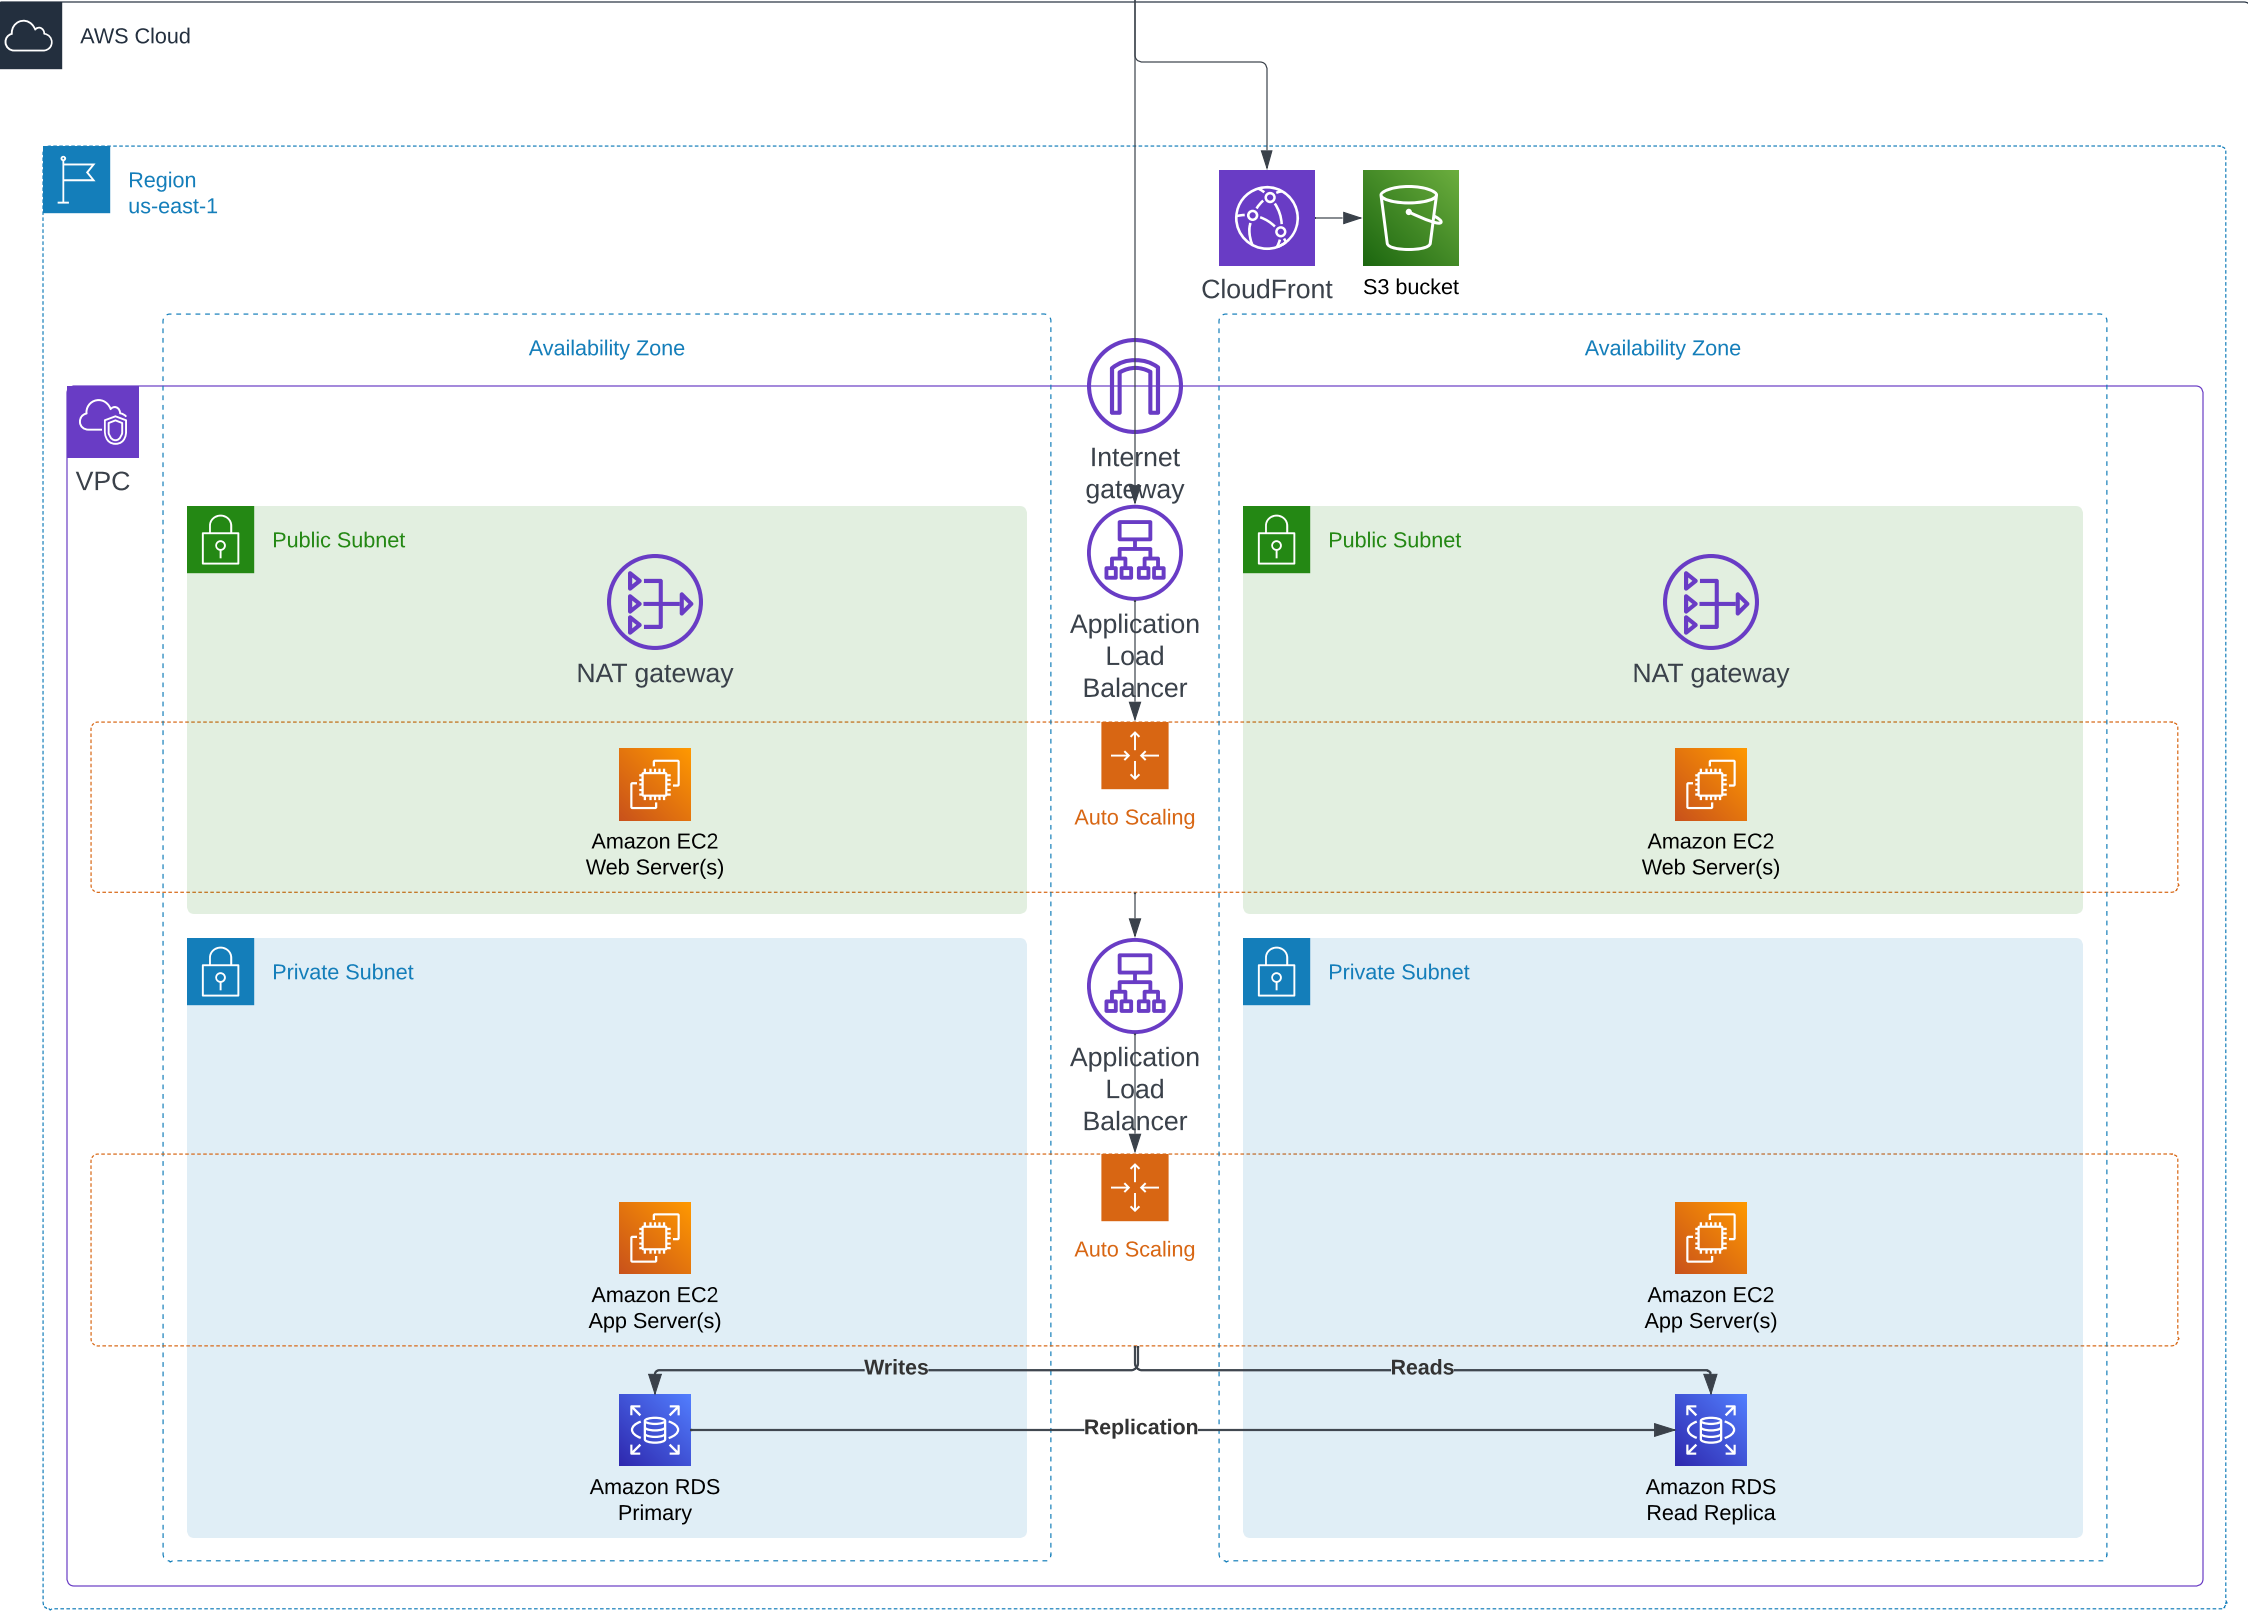 AWS Cloud
Region
us-east-1
CloudFront
S3 bucket
Availability Zone
Availability Zone
Internet
gateway
VPC
Public Subnet
Public Subnet
NAT gateway
Application
Load
Balancer
NAT gateway
Amazon EC2
Web Server(s)
Auto Scaling
Amazon EC2
Web Server(s)
Private Subnet
Private Subnet
Application
Load
Balancer
Amazon EC2
App Server(s)
Auto Scaling
Amazon EC2
App Server(s)
Writes
Reads
Replication
Amazon RDS
Primary
Amazon RDS
Read Replica